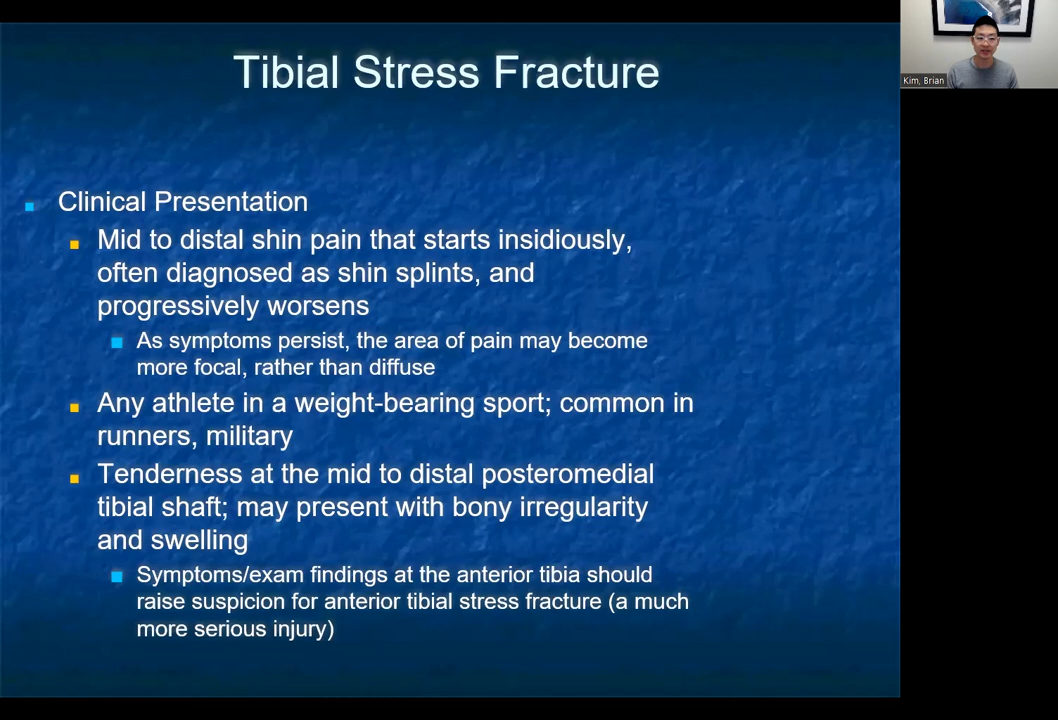 Tibial Stress Fracture
Kim, Brian
Clinical Presentation
Mid to distal shin pain that starts insidiously,
often diagnosed as shin splints, and
progressively worsens
As symptoms persist, the area of pain may become
more focal, rather than diffuse
Any athlete in a weight-bearing sport; common in
runners, military
Tenderness at the mid to distal posteromedial
tibial shaft; may present with bony irregularity
and swelling
Symptoms/exam findings at the anterior tibia should
raise suspicion for anterior tibial stress fracture (a much
more serious injury)